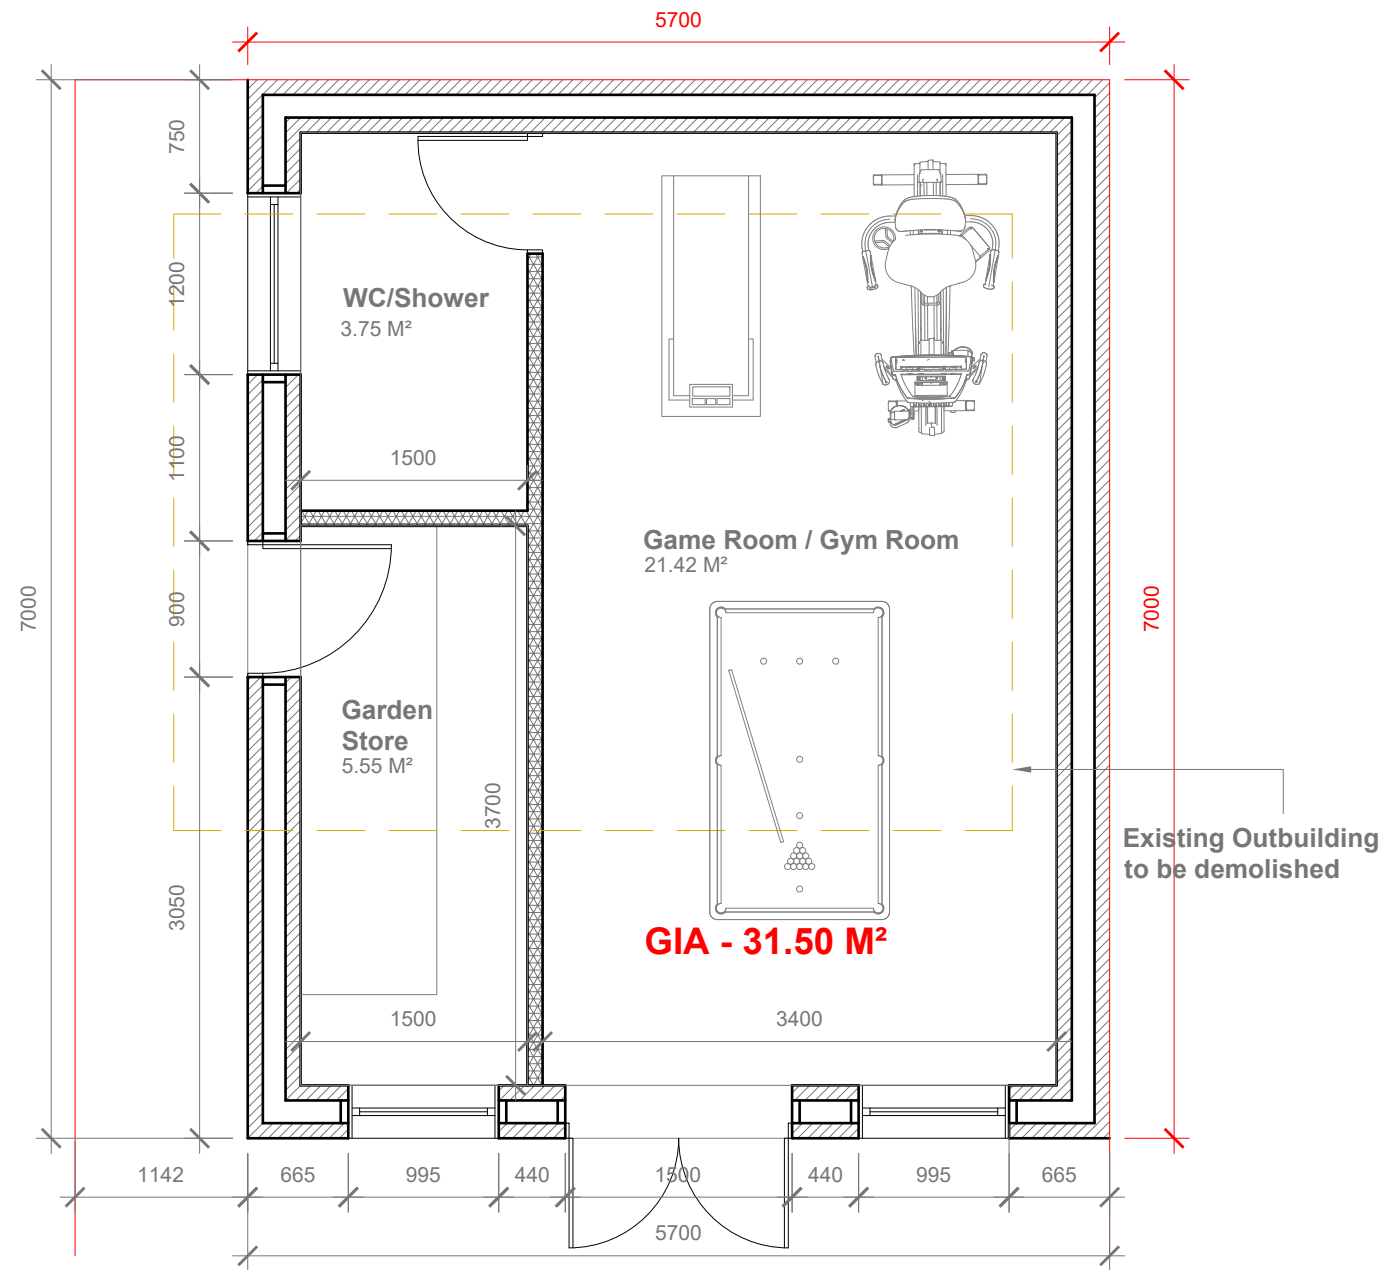 5700
750
1200
1100
900
3050
7000
7000
WC/Shower
3.75 M²
1500
Game Room / Gym Room
21.42 M²
Garden
Store
5.55 M²
3700
Existing Outbuilding
to be demolished
GIA - 31.50 M²
1500
3400
1142
665
995
440
1500
440
995
665
5700